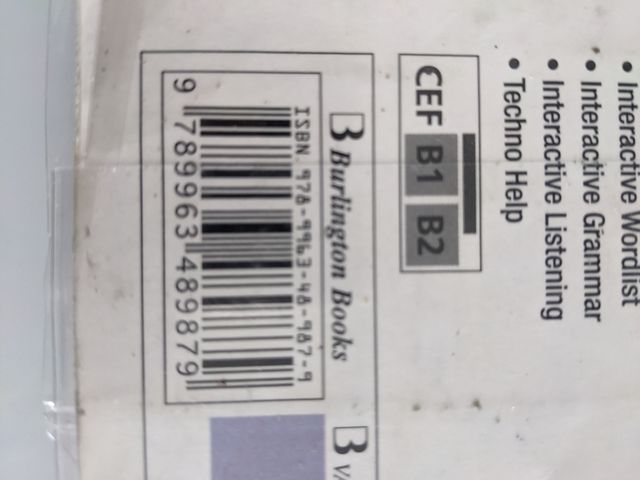 • Interactive Wordlist
• Interactive Grammar
• Interactive Listening
• Techno Help
CEF B1 B2
B Burlington Books
ISBN 978-9963-48-987-9
9 789963 489879
B